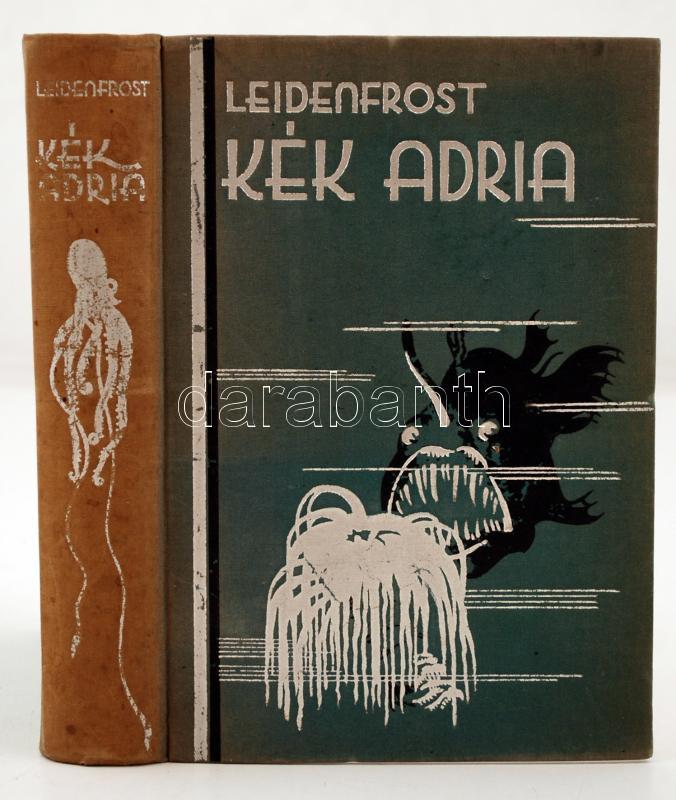 LEIDENFROST
KÉK
ADRIA
LEIDENFROST
KÉK ADRIA
darabanth